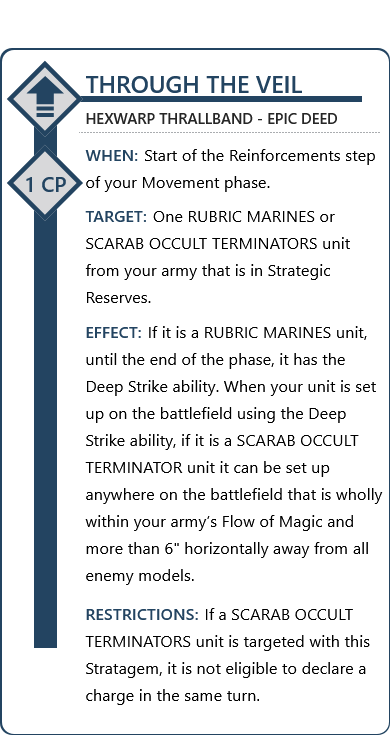 THROUGH THE VEIL
HEXWARP THRALLBAND - EPIC DEED
1 CP
WHEN: Start of the Reinforcements step
of your Movement phase.
TARGET: One RUBRIC MARINES or
SCARAB OCCULT TERMINATORS unit
from your army that is in Strategic
Reserves.
EFFECT: If it is a RUBRIC MARINES unit,
until the end of the phase, it has the
Deep Strike ability. When your unit is set
up on the battlefield using the Deep
Strike ability, if it is a SCARAB OCCULT
TERMINATOR unit it can be set up
anywhere on the battlefield that is wholly
within your army’s Flow of Magic and
more than 6" horizontally away from all
enemy models.
RESTRICTIONS: If a SCARAB OCCULT
TERMINATORS unit is targeted with this
Stratagem, it is not eligible to declare a
charge in the same turn.